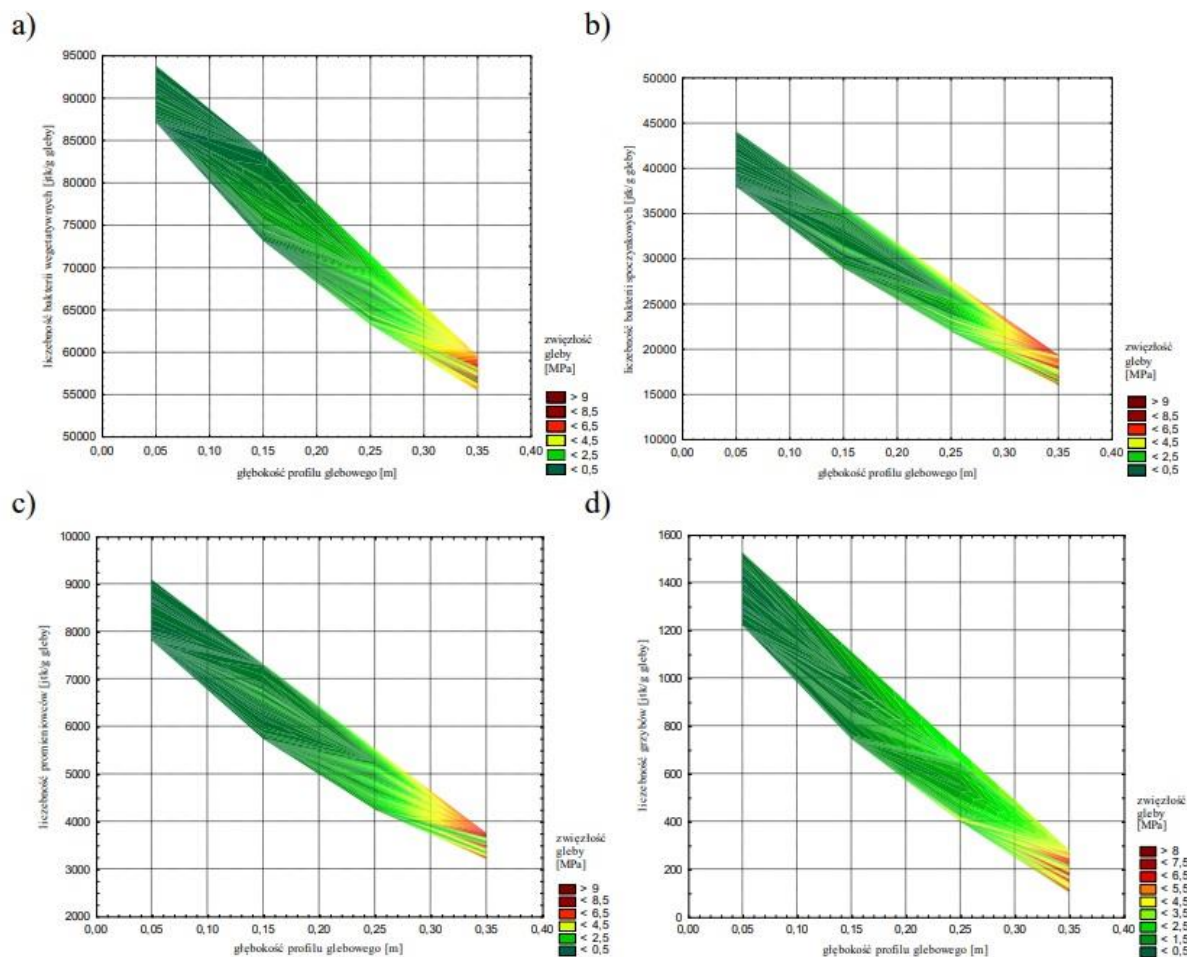 a)
95000
90000
85000
80000
75000
70000
65000
60000
55000
50000
liczebność bakterii wegetatywnych [jtk/g gleby]
0,00 0,05 0,10 0,15 0,20 0,25 0,30 0,35 0,40
głębokość profilu glebowego [m]
zwięzłość
gleby
[MPa]
> 9
< 8,5
< 6,5
< 4,5
< 2,5
< 0,5
b)
50000
45000
40000
35000
30000
25000
20000
15000
10000
liczebność bakterii spoczynkowych [jtk/g gleby]
0,00 0,05 0,10 0,15 0,20 0,25 0,30 0,35 0,40
głębokość profilu glebowego [m]
zwięzłość
gleby
[MPa]
> 9
< 8,5
< 6,5
< 4,5
< 2,5
< 0,5
c)
10000
9000
8000
7000
6000
5000
4000
3000
2000
liczebność promieniowców [jtk/g gleby]
0,00 0,05 0,10 0,15 0,20 0,25 0,30 0,35 0,40
głębokość profilu glebowego [m]
zwięzłość
gleby
[MPa]
> 9
< 8,5
< 6,5
< 4,5
< 2,5
< 0,5
d)
1600
1400
1200
1000
800
600
400
200
0
liczebność grzybów [jtk/g gleby]
0,00 0,05 0,10 0,15 0,20 0,25 0,30 0,35 0,40
głębokość profilu glebowego [m]
zwięzłość
gleby
[MPa]
> 8
< 7,5
< 6,5
< 5,5
< 4,5
< 3,5
< 2,5
< 1,5
< 0,5